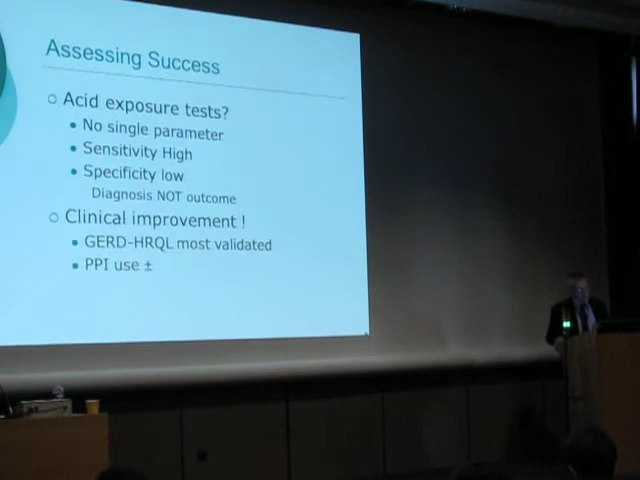 Assessing Success
Acid exposure tests?
No single parameter
Sensitivity High
Specificity low
Diagnosis NOT outcome
Clinical improvement !
GERD-HRQL most validated
PPI use ±